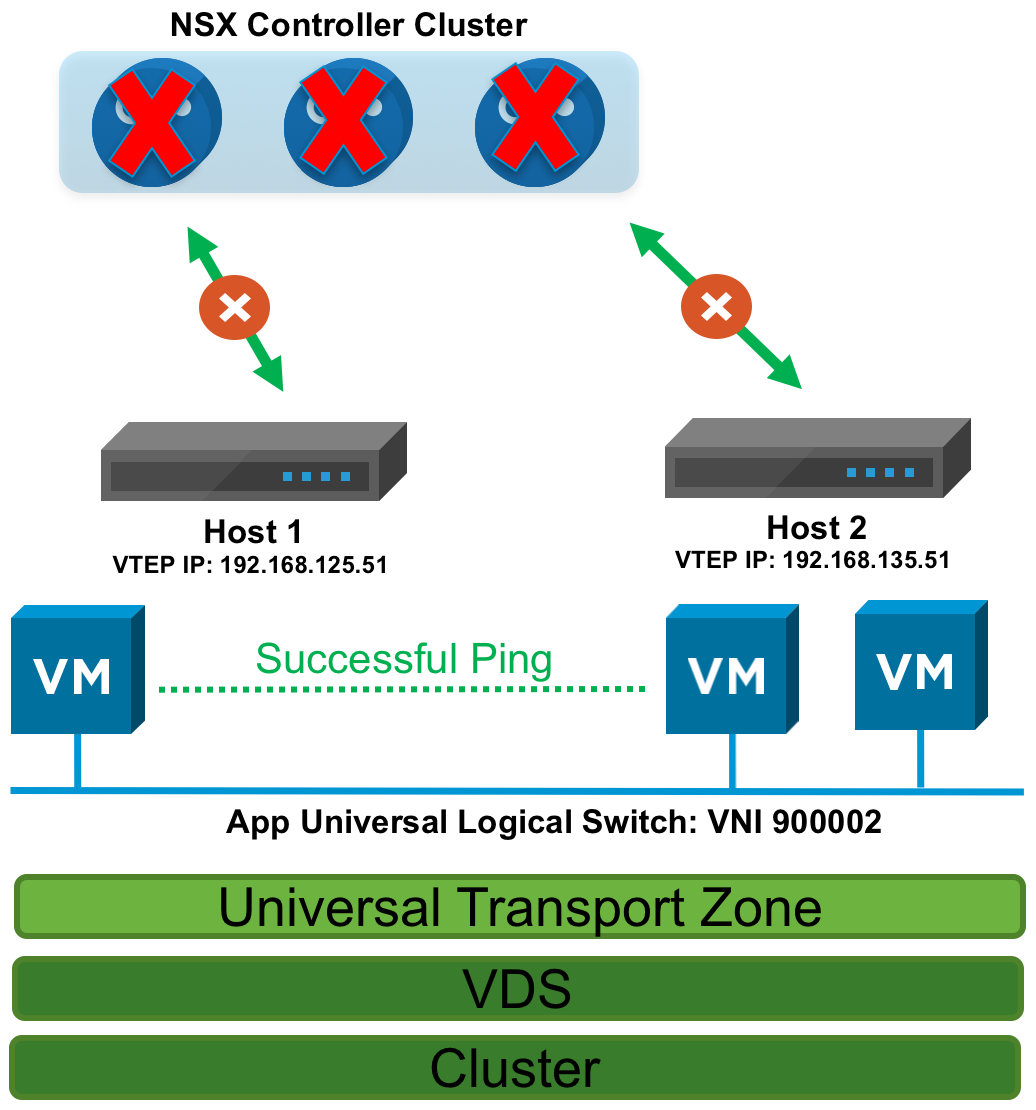 NSX Controller Cluster
Host 1
VTEP IP: 192.168.125.51
Host 2
VTEP IP: 192.168.135.51
VM
Successful Ping
VM
VM
App Universal Logical Switch: VNI 900002
Universal Transport Zone
VDS
Cluster